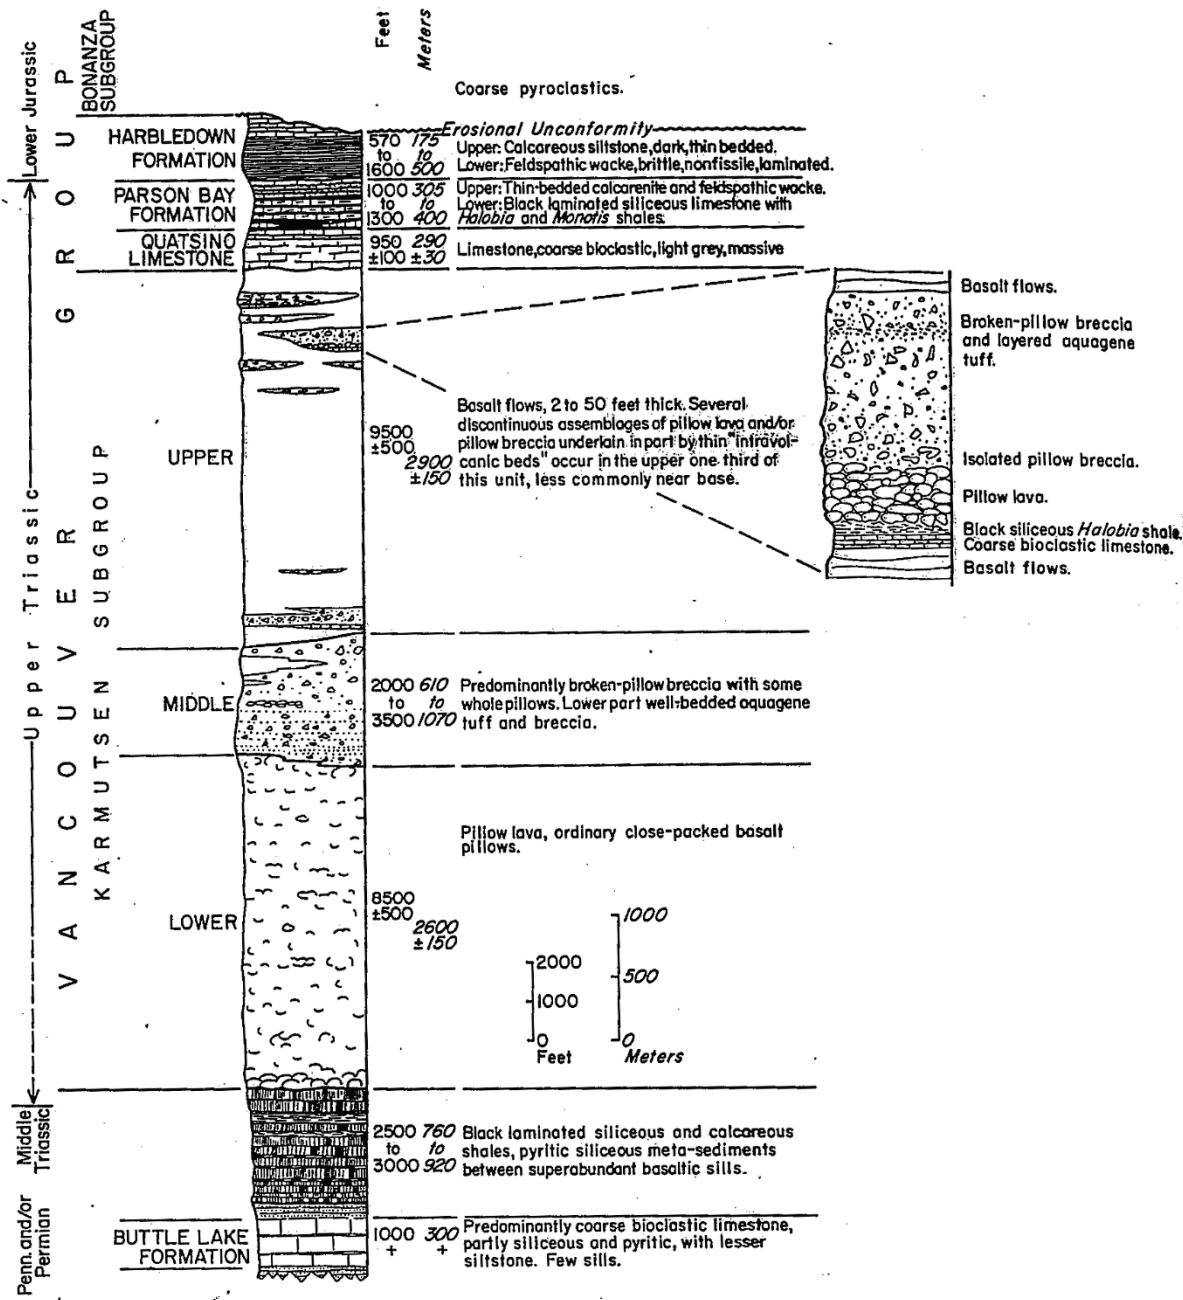 Feet
Meters
Lower Jurassic
BONANZA
SUBGROUP
Coarse pyroclastics.
Erosional Unconformity
HARBLEDOWN
FORMATION
570 175
to to
1600 500
Upper: Calcareous siltstone, dark, thin bedded.
Lower: Feldspathic wacke, brittle, nonfissile, laminated.
PARSON BAY
FORMATION
1000 305
to to
1300 400
Upper: Thin-bedded calcarenite and feldspathic wacke.
Lower: Black laminated siliceous limestone with
Halobia and Monotis shales.
QUATSINO
LIMESTONE
950 290
±100 ±30
Limestone, coarse bioclastic, light grey, massive
Upper Triassic
VANCOUVER GROUP
KARMUTSEN SUBGROUP
UPPER
9500
±500
2900
±150
Basalt flows, 2 to 50 feet thick. Several
discontinuous assemblages of pillow lava and/or
pillow breccia underlain in part by thin "intravol-
canic beds" occur in the upper one third of
this unit, less commonly near base.
Basalt flows.
Broken-pillow breccia
and layered aquagene
tuff.
Isolated pillow breccia.
Pillow lava.
Black siliceous Halobia shale.
Coarse bioclastic limestone.
Basalt flows.
MIDDLE
2000 610
to to
3500 1070
Predominantly broken-pillow breccia with some
whole pillows. Lower part well-bedded aquagene
tuff and breccia.
LOWER
8500
±500
2600
±150
Pillow lava, ordinary close-packed basalt
pillows.
2000
1000
0
Feet
1000
500
0
Meters
Middle
Triassic
2500 760
to to
3000 920
Black laminated siliceous and calcareous
shales, pyritic siliceous meta-sediments
between superabundant basaltic sills.
Penn. and/or
Permian
BUTTLE LAKE
FORMATION
1000 300
+ +
Predominantly coarse bioclastic limestone,
partly siliceous and pyritic, with lesser
siltstone. Few sills.